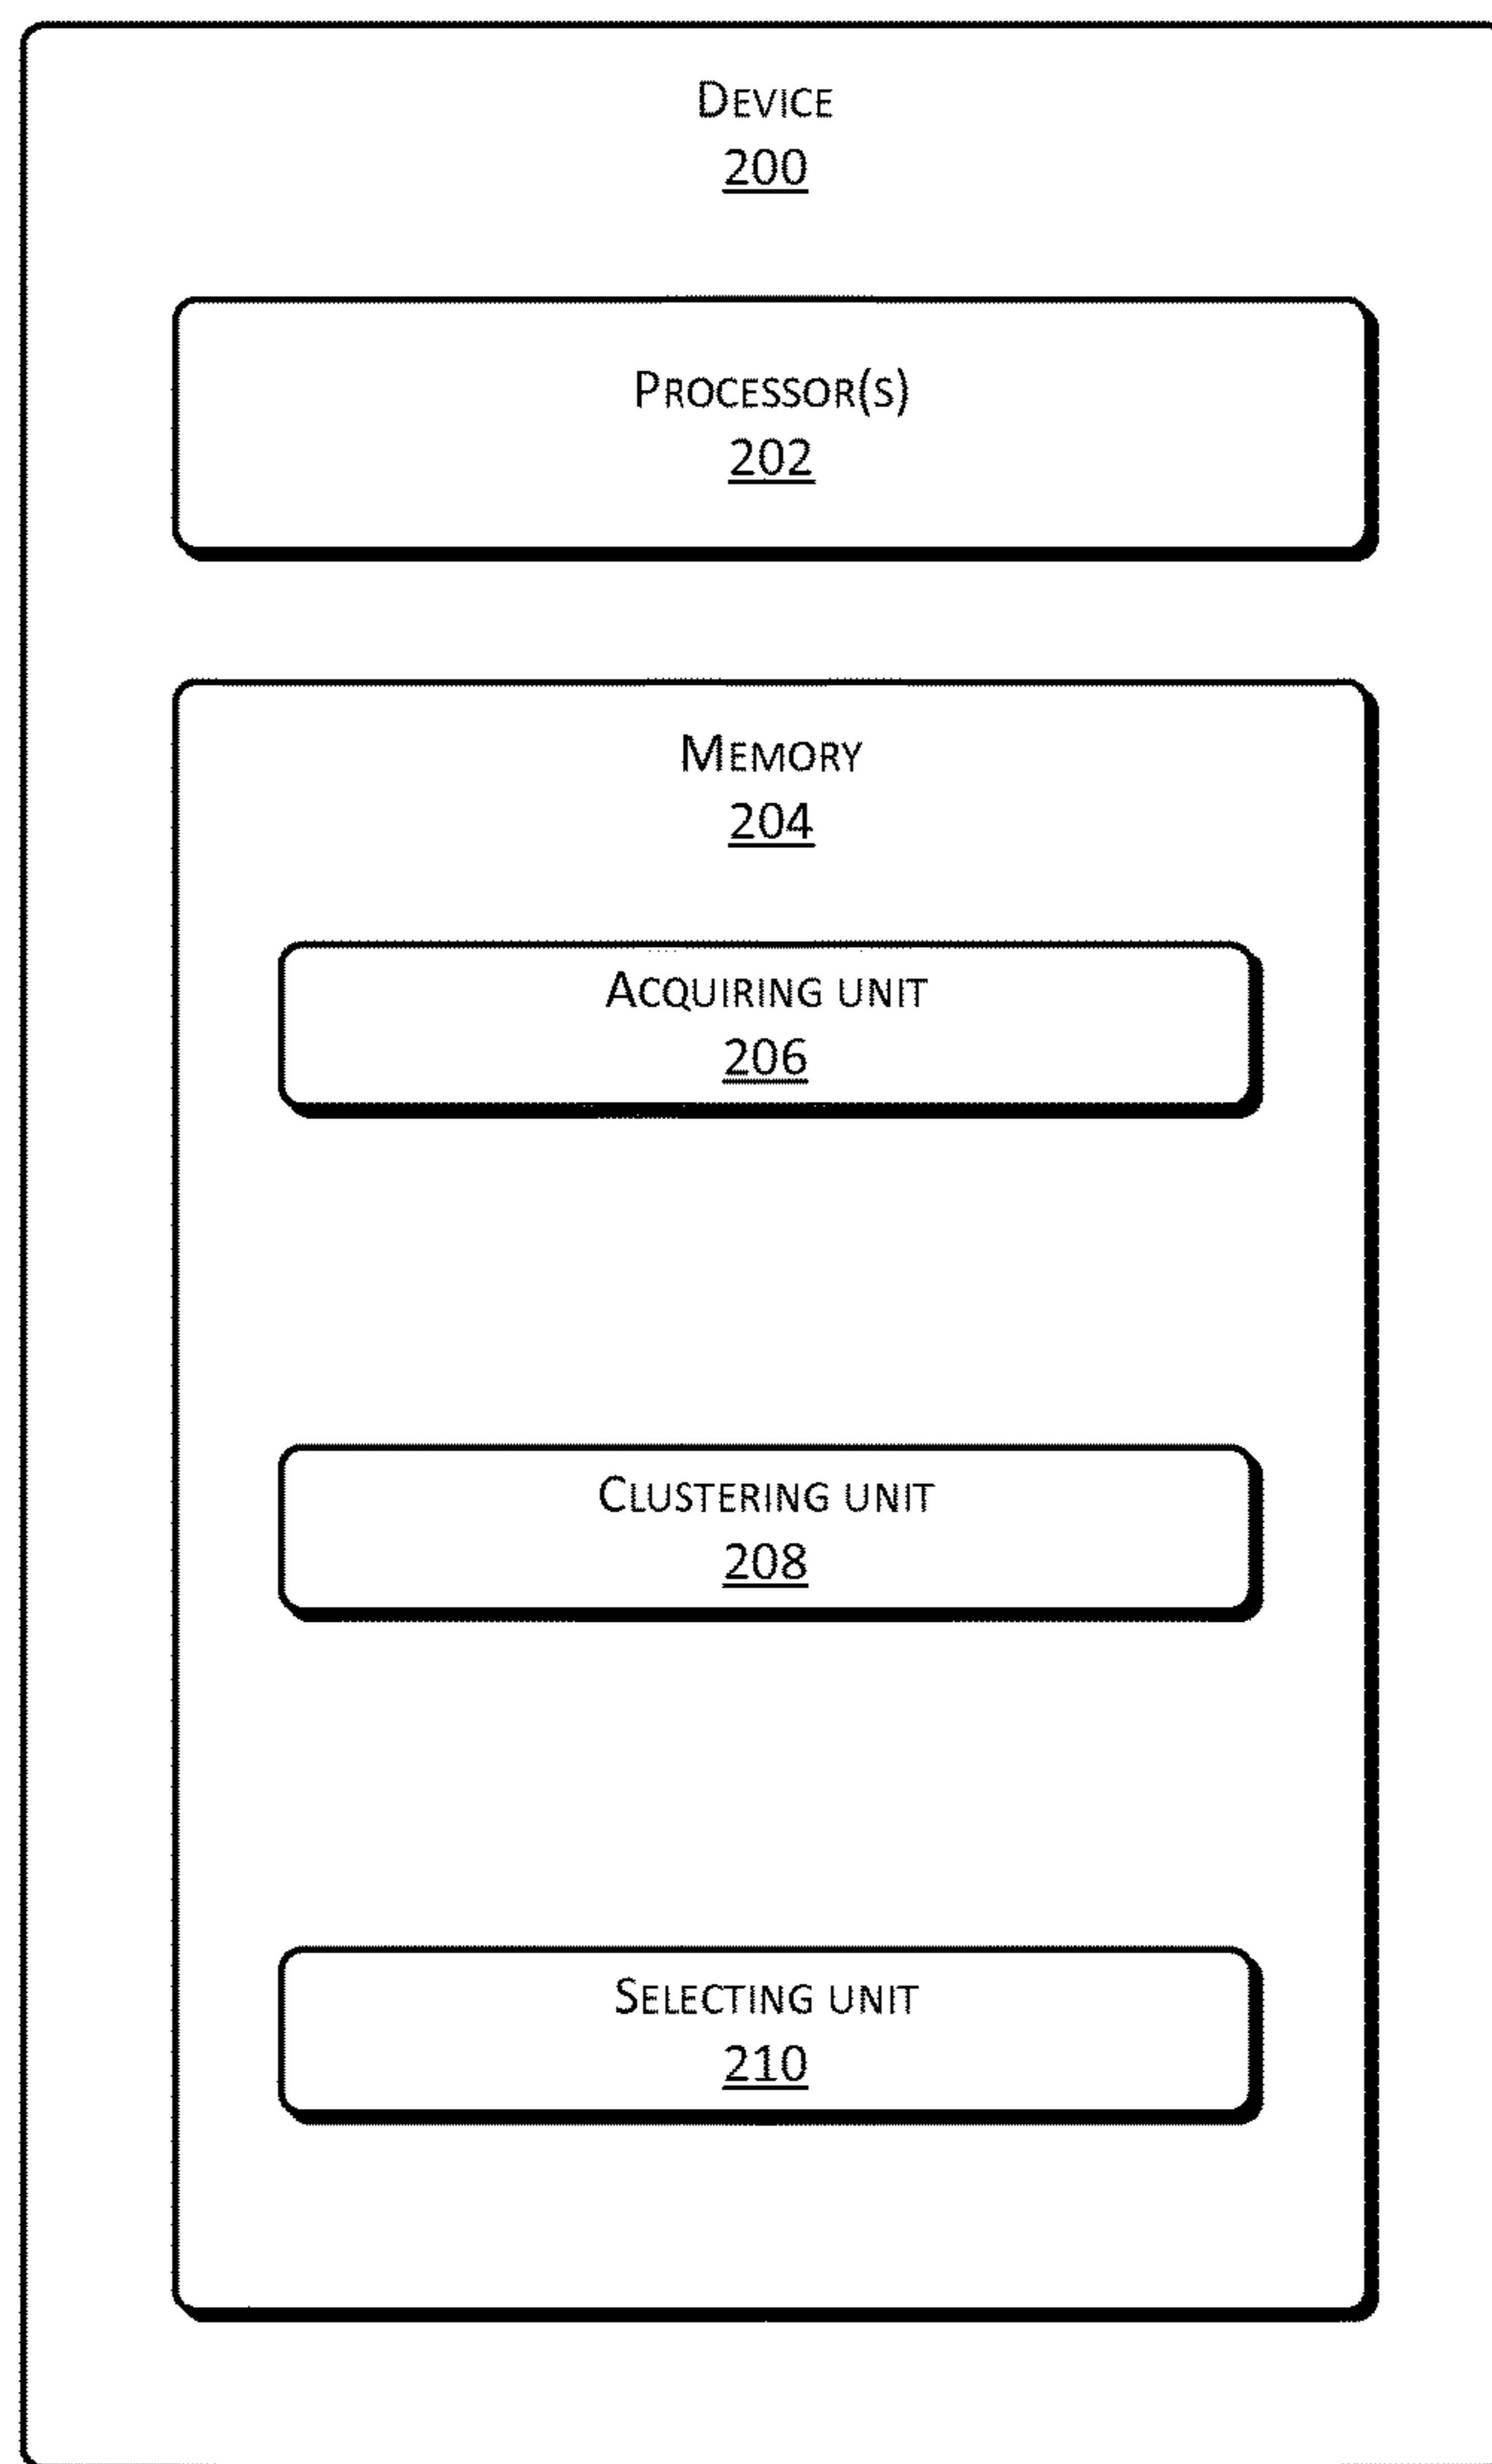 Device
200
Processor(s)
202
Memory
204
Acquiring unit
206
Clustering unit
208
Selecting unit
210